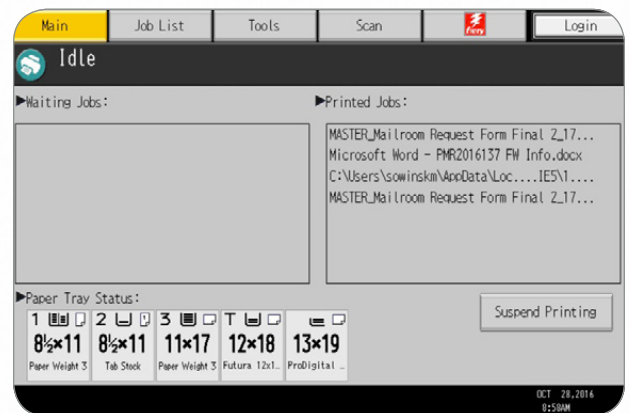 Main Job List Tools Scan fiery Login
Idle
▶Waiting Jobs: ▶Printed Jobs:
MASTER_Mailroom Request Form Final 2_17...
Microsoft Word - PMR2016137 FW Info.docx
C:\Users\sowinskm\AppData\Loc....IE5\1....
MASTER_Mailroom Request Form Final 2_17...
▶Paper Tray Status:
Suspend Printing
1 2 3 T
8½×11 8½×11 11×17 12×18 13×19
Paper Weight 3 Tab Stock Paper Weight 3 Futura 12x1.. ProDigital ..
OCT 28,2016
8:58AM